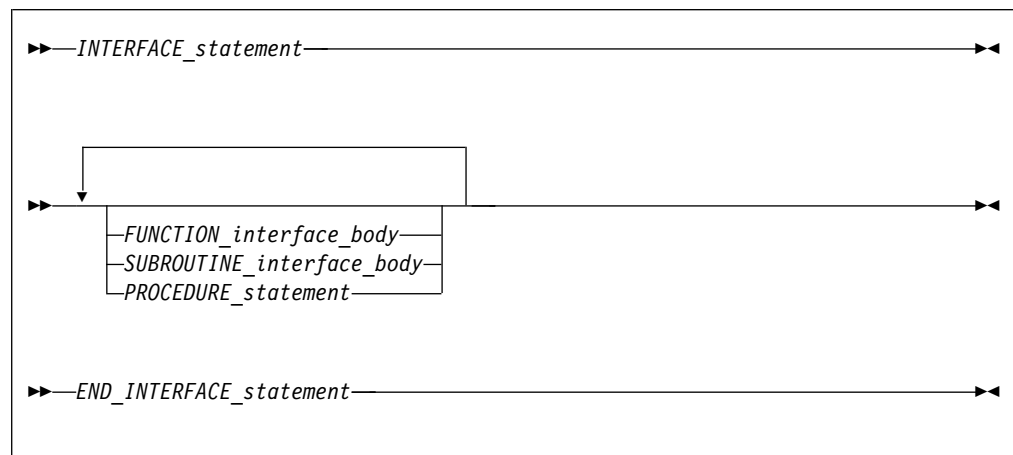 INTERFACE_statement
FUNCTION_interface_body
SUBROUTINE_interface_body
PROCEDURE_statement
END_INTERFACE_statement